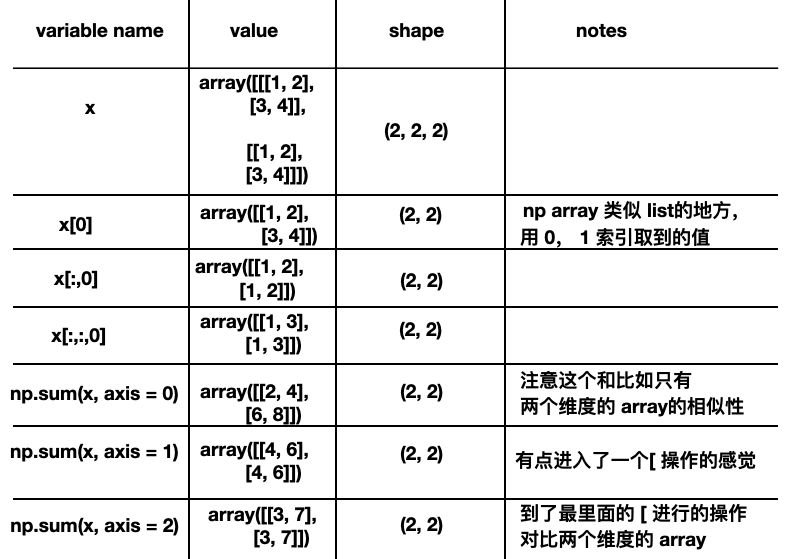 variable name value shape notes
x
array([[[1, 2],
[3, 4]],
[[1, 2],
[3, 4]]])
(2, 2, 2)
x[0]
array([[1, 2],
[3, 4]])
(2, 2)
np array 类似 list的地方,
用 0， 1 索引取到的值
x[:,0]
array([[1, 2],
[1, 2]])
(2, 2)
x[:,:,0]
array([[1, 3],
[1, 3]])
(2, 2)
np.sum(x, axis = 0)
array([[2, 4],
[6, 8]])
(2, 2)
注意这个和比如只有
两个维度的 array的相似性
np.sum(x, axis = 1)
array([[4, 6],
[4, 6]])
(2, 2)
有点进入了一个[ 操作的感觉
np.sum(x, axis = 2)
array([[3, 7],
[3, 7]])
(2, 2)
到了最里面的 [ 进行的操作
对比两个维度的 array